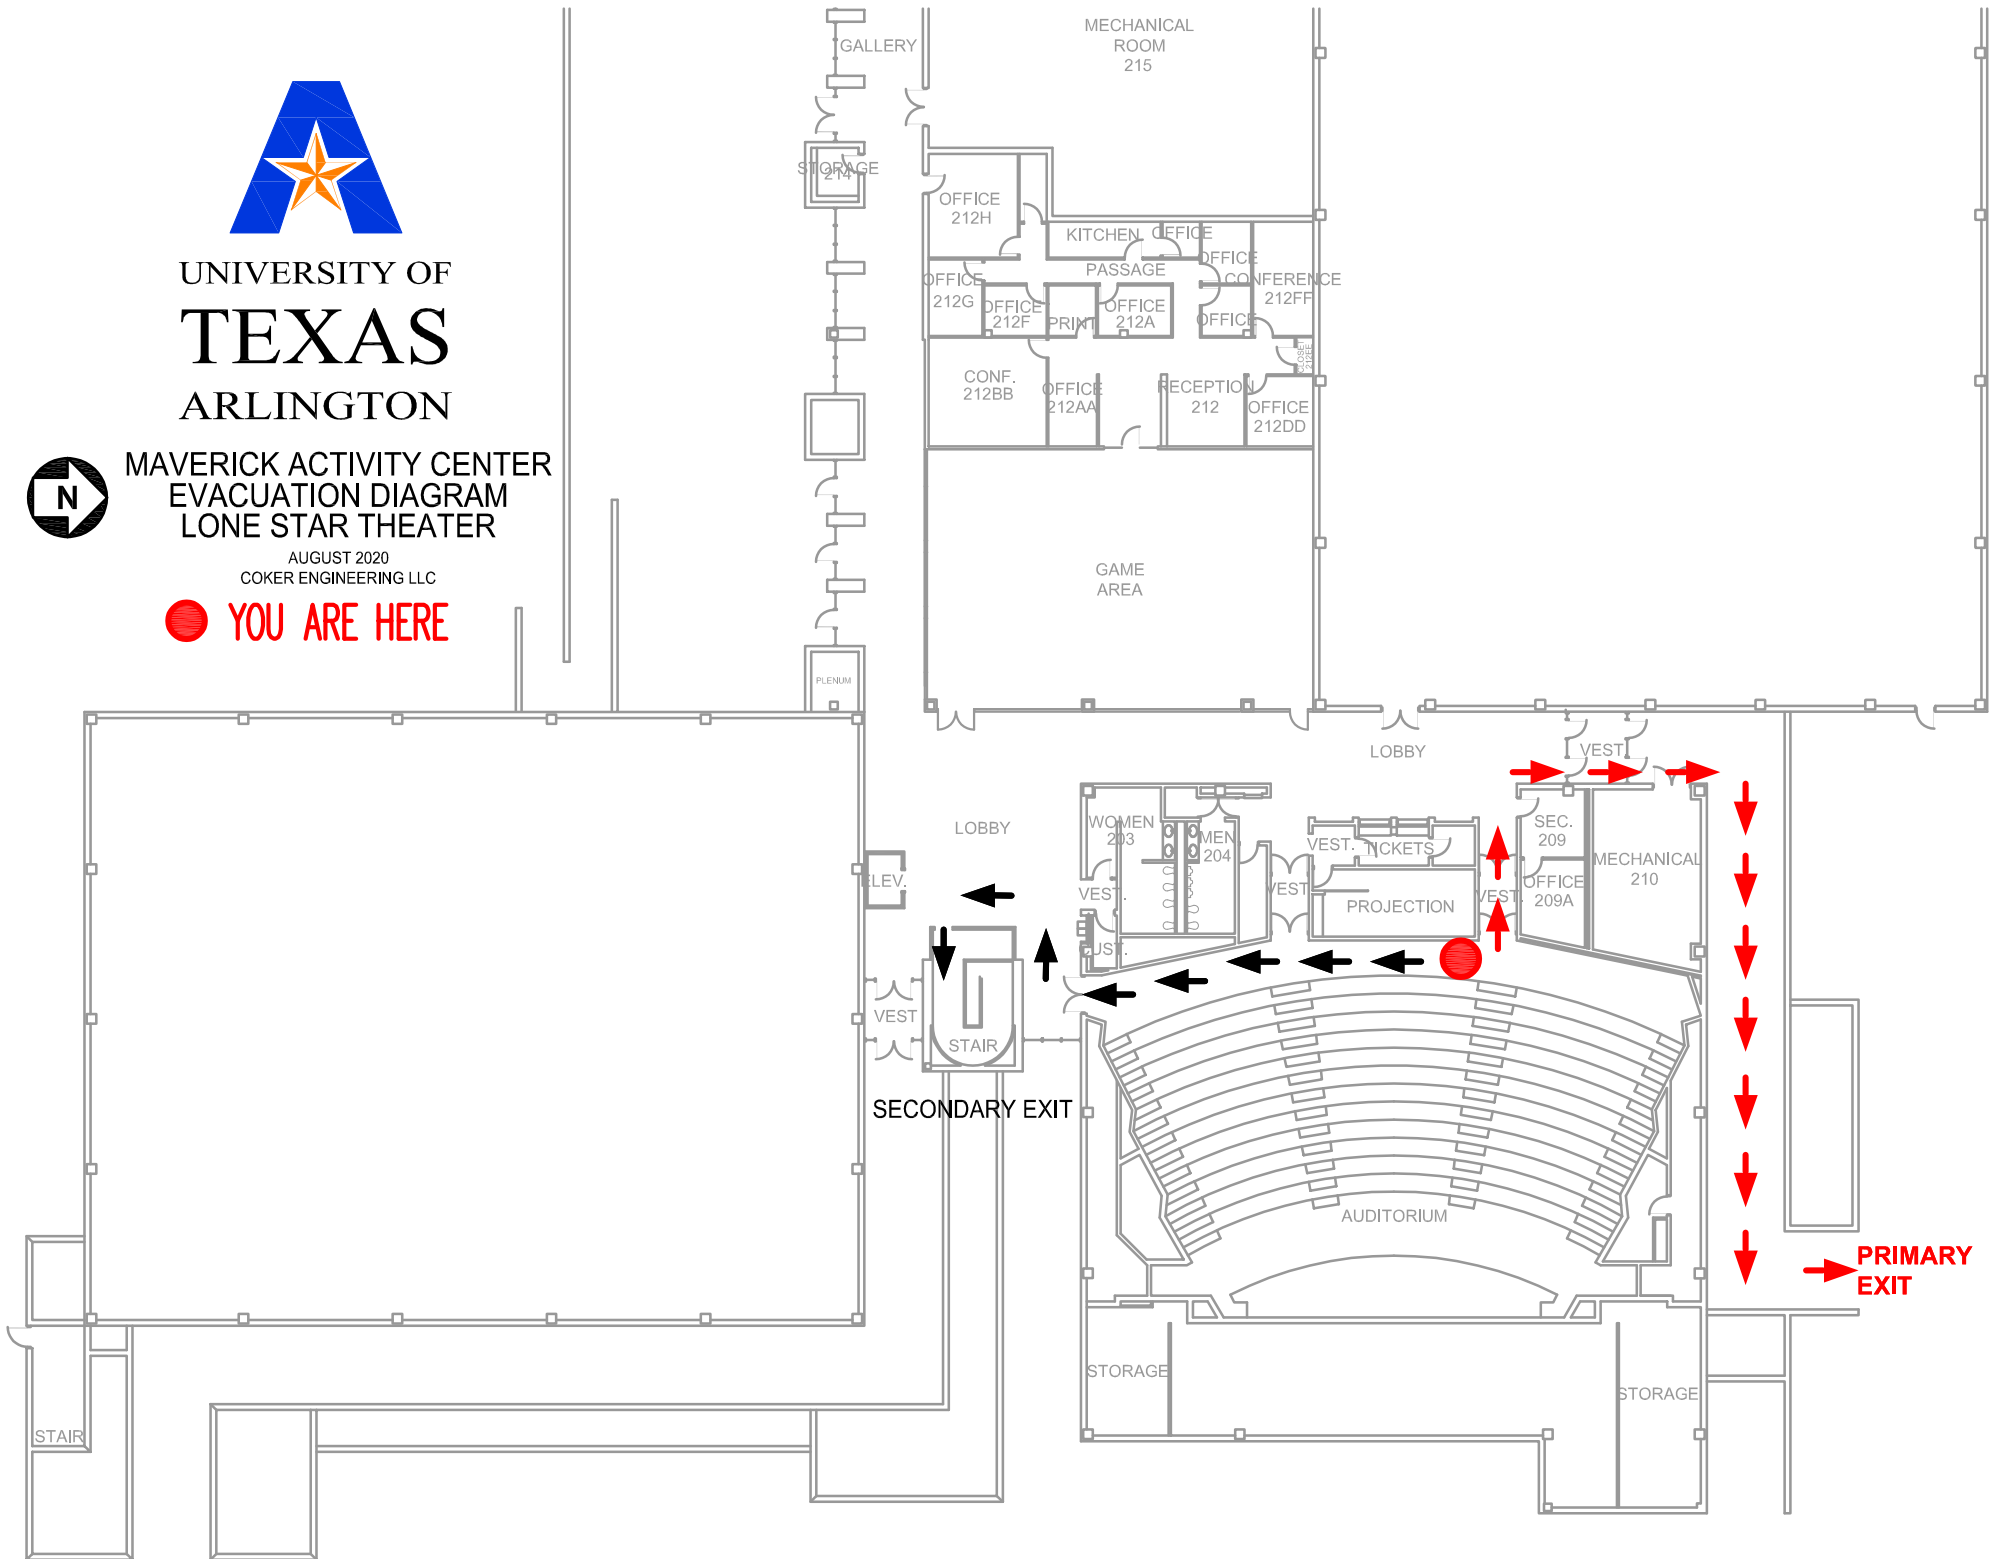 UNIVERSITY OF
TEXAS
ARLINGTON
N
MAVERICK ACTIVITY CENTER
EVACUATION DIAGRAM
LONE STAR THEATER
AUGUST 2020
COKER ENGINEERING LLC
YOU ARE HERE
GALLERY
MECHANICAL
ROOM
215
STORAGE
214
OFFICE
212H
KITCHEN
OFFICE
OFFICE
PASSAGE
CONFERENCE
212FF
OFFICE
212G
OFFICE
212F
PRINT
OFFICE
212A
OFFICE
CLOSET
212EE
CONF.
212BB
OFFICE
212AA
RECEPTION
212
OFFICE
212DD
GAME
AREA
PLENUM
LOBBY
VEST
LOBBY
WOMEN
203
MEN
204
VEST.
TICKETS
SEC.
209
MECHANICAL
210
ELEV.
VEST.
VEST.
PROJECTION
VEST.
OFFICE
209A
CUST.
VEST
STAIR
SECONDARY EXIT
AUDITORIUM
PRIMARY
EXIT
STORAGE
STORAGE
STAIR